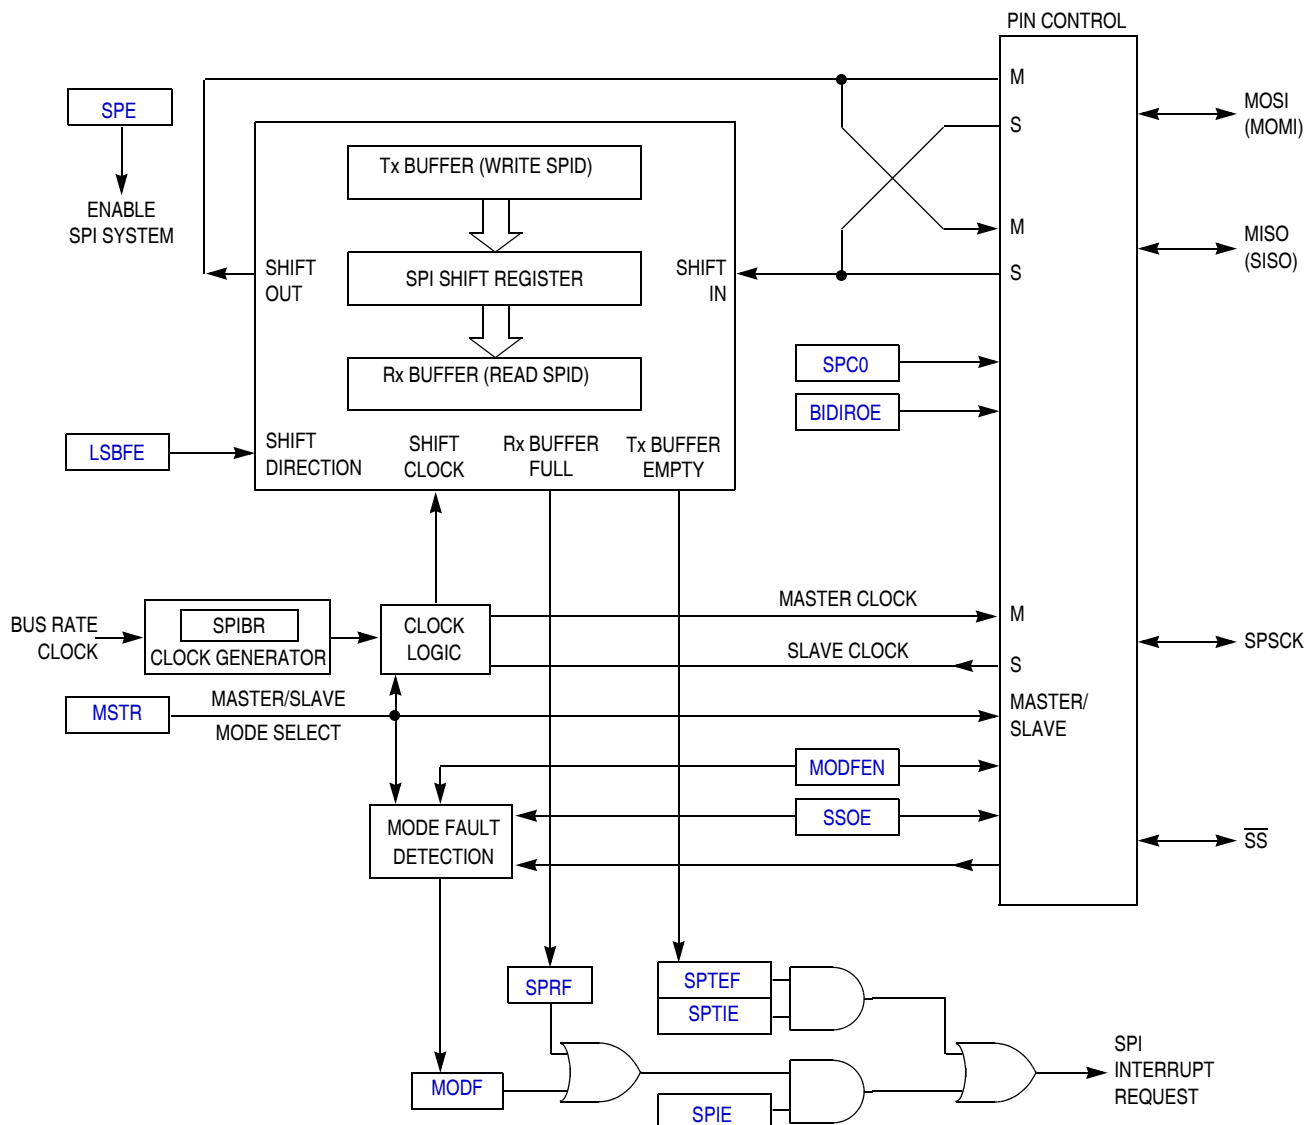 PIN CONTROL
M
SPE
MOSI
(MOMI)
S
Tx BUFFER (WRITE SPID)
ENABLE
SPI SYSTEM
M
MISO
(SISO)
SHIFT
OUT
SPI SHIFT REGISTER
SHIFT
IN
S
SPC0
Rx BUFFER (READ SPID)
BIDIROE
LSBFE
SHIFT
DIRECTION
SHIFT
CLOCK
Rx BUFFER
FULL
Tx BUFFER
EMPTY
MASTER CLOCK
M
BUS RATE
CLOCK
SPIBR
CLOCK GENERATOR
CLOCK
LOGIC
SLAVE CLOCK
S
SPSCK
MSTR
MASTER/SLAVE
MODE SELECT
MASTER/
SLAVE
MODFEN
SSOE
MODE FAULT
DETECTION
SS
SPRF
SPTEF
SPTIE
SPI
INTERRUPT
REQUEST
MODF
SPIE